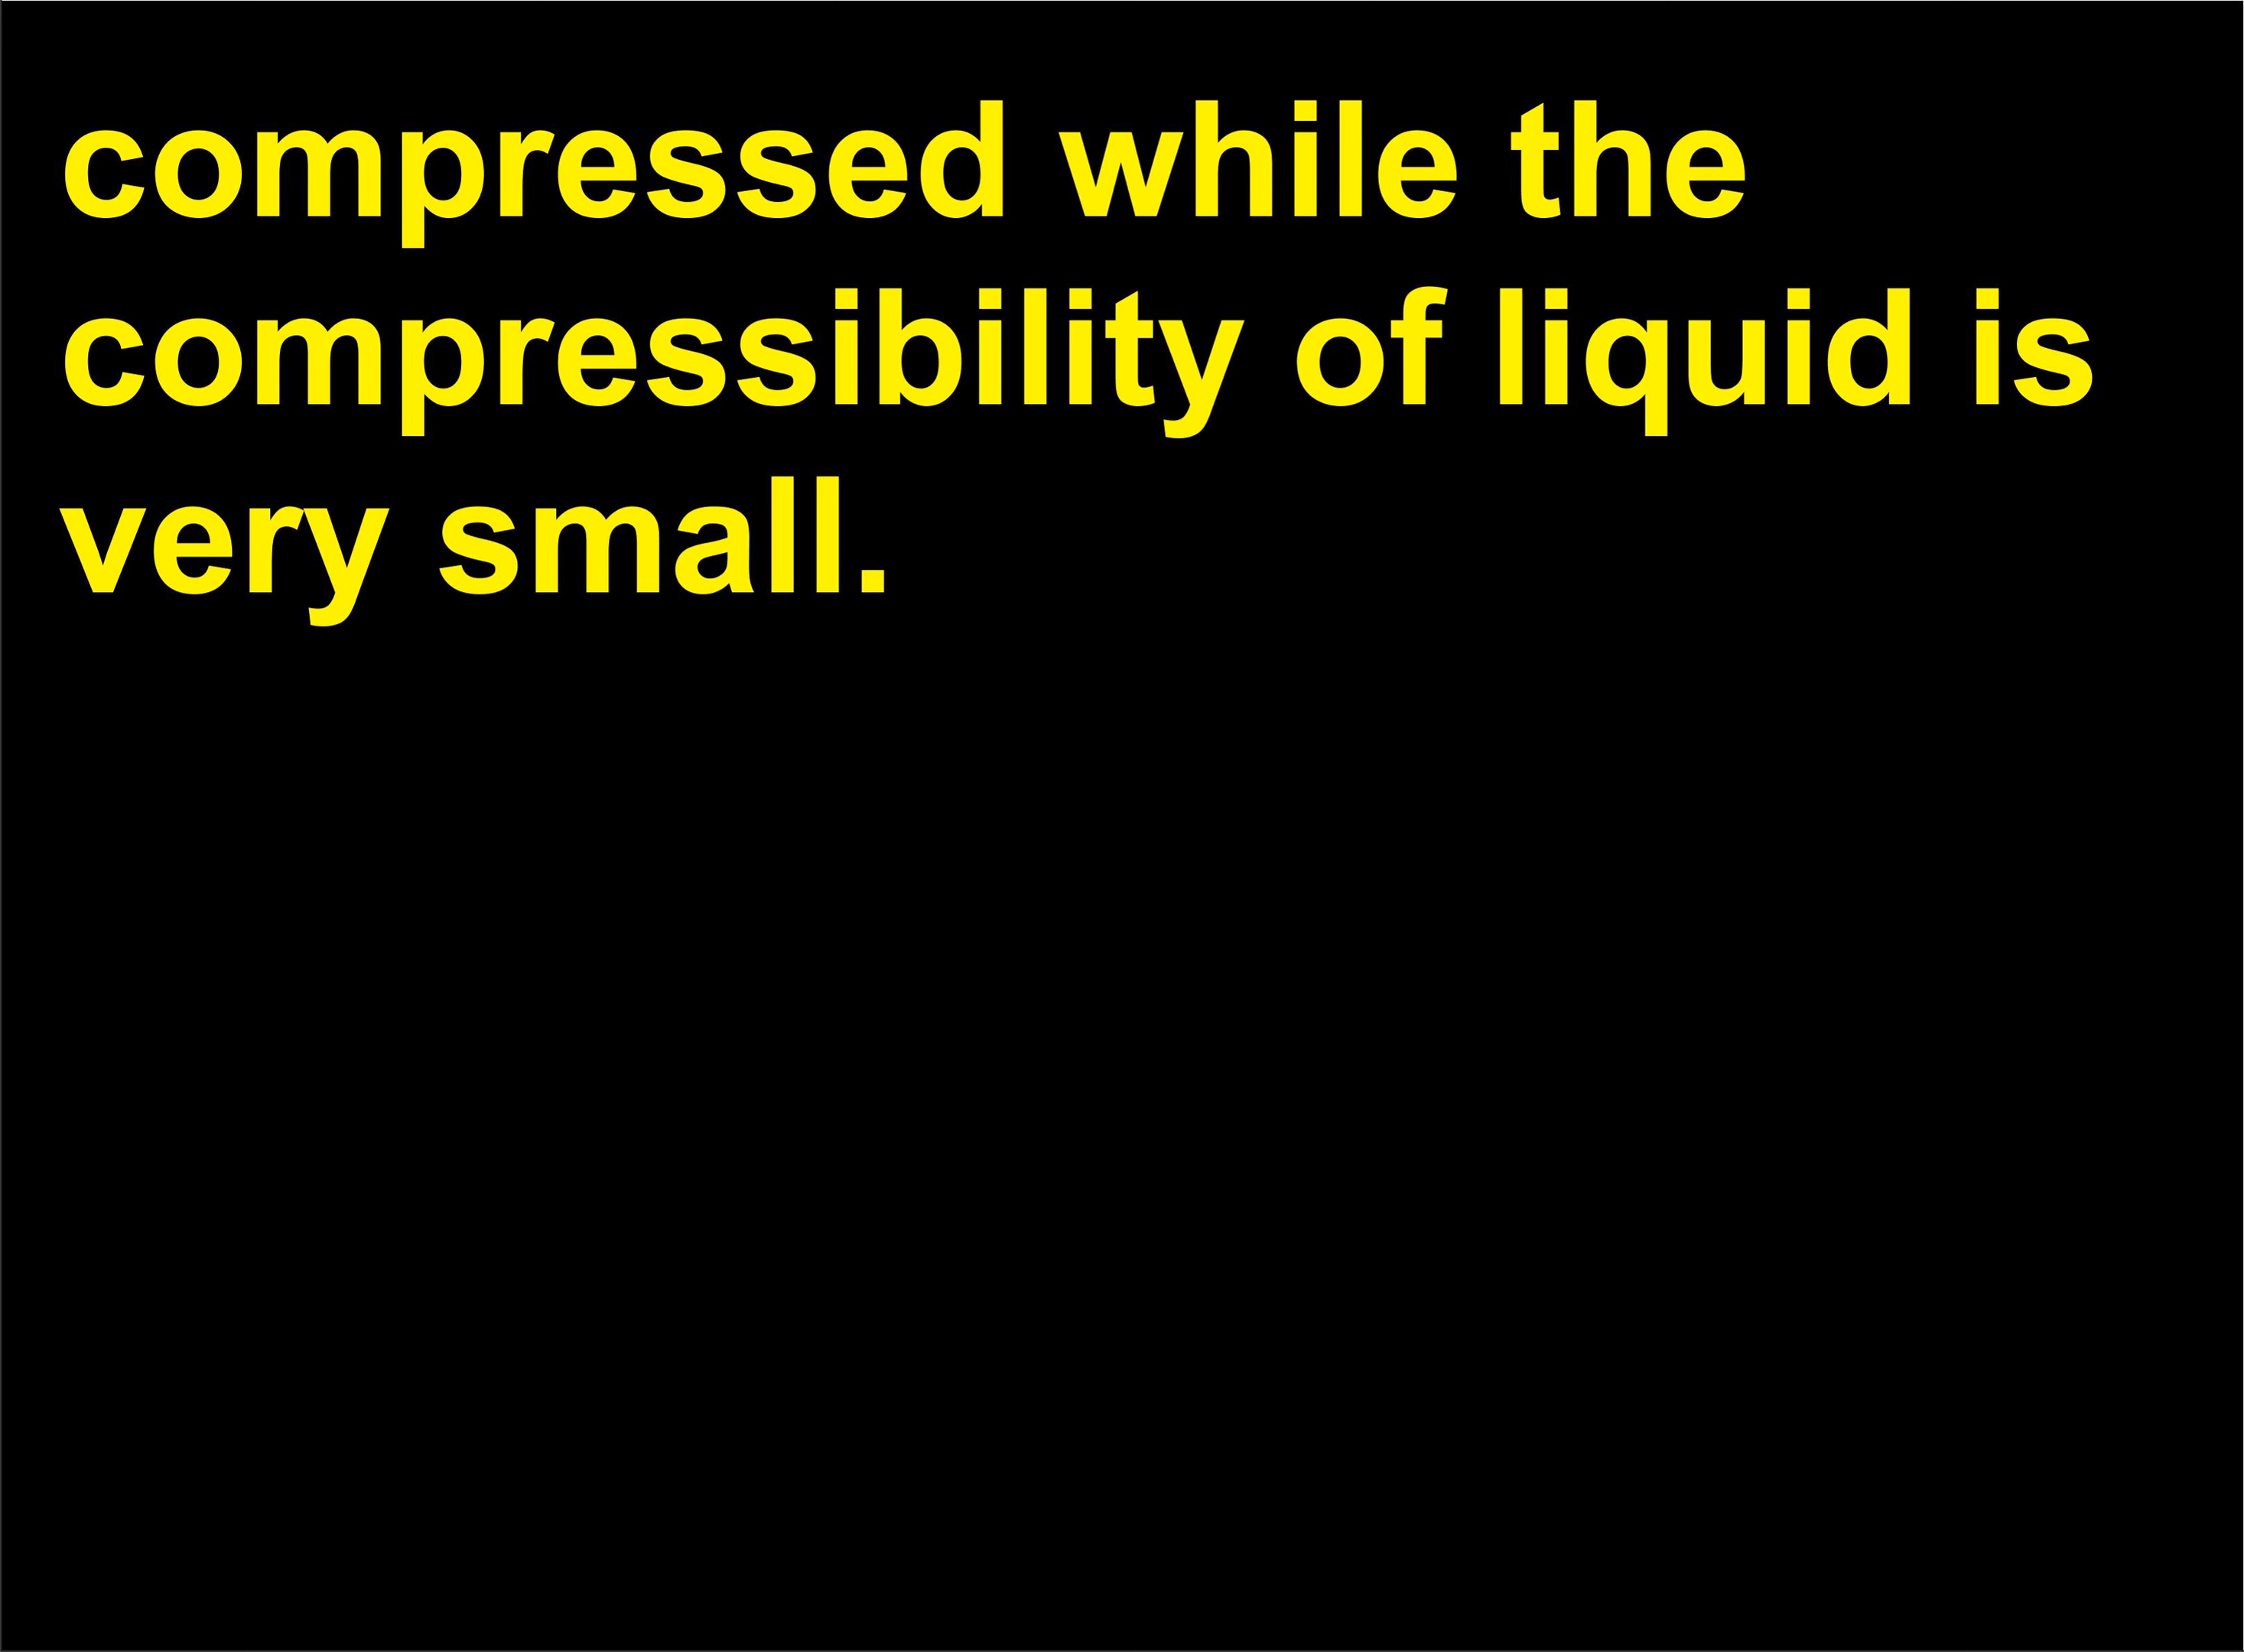 compressed while the
compressibility of liquid is
very small.